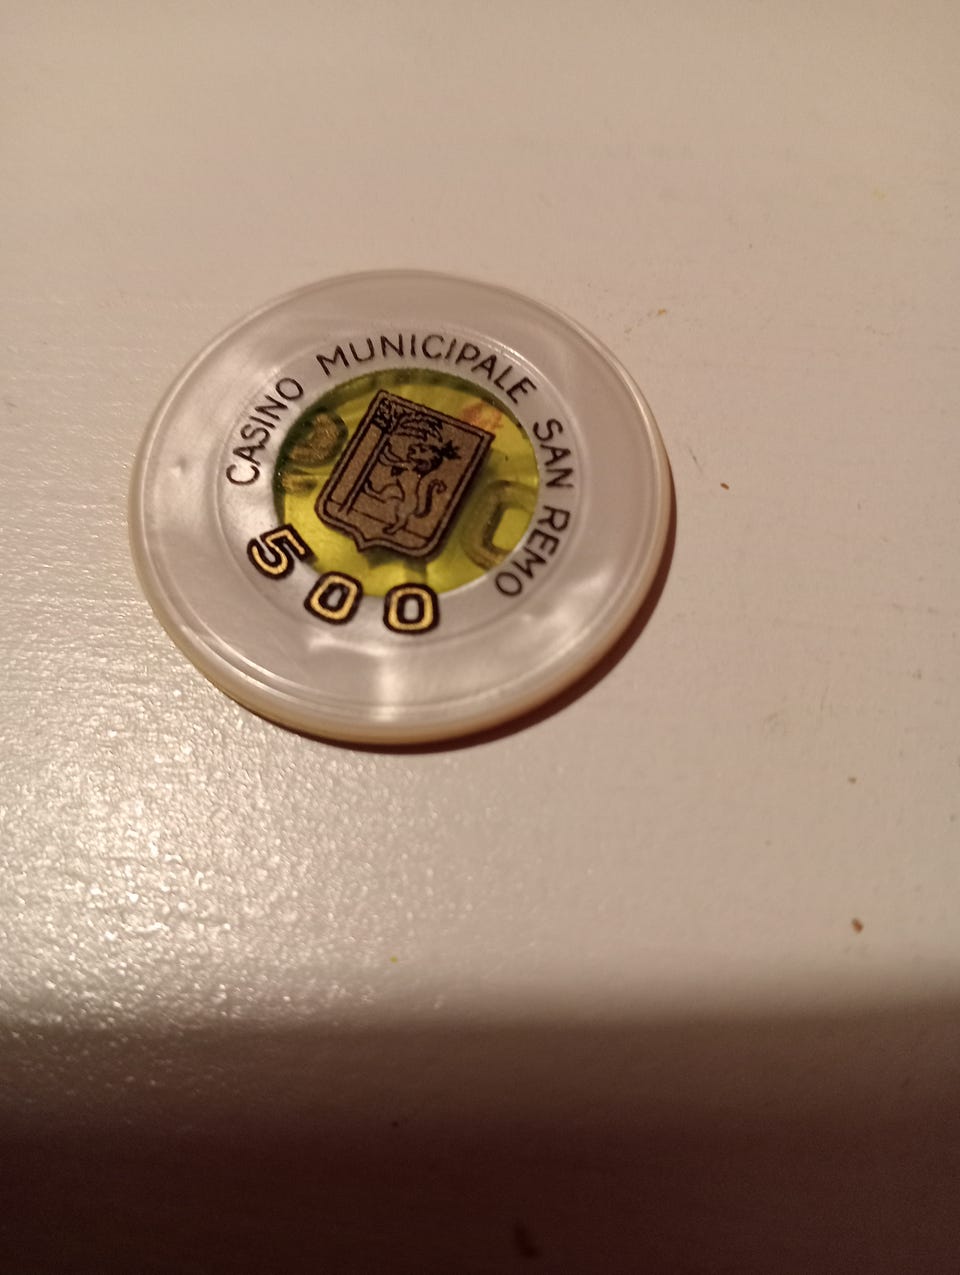 CASINO MUNICIPALE SAN REMO
500